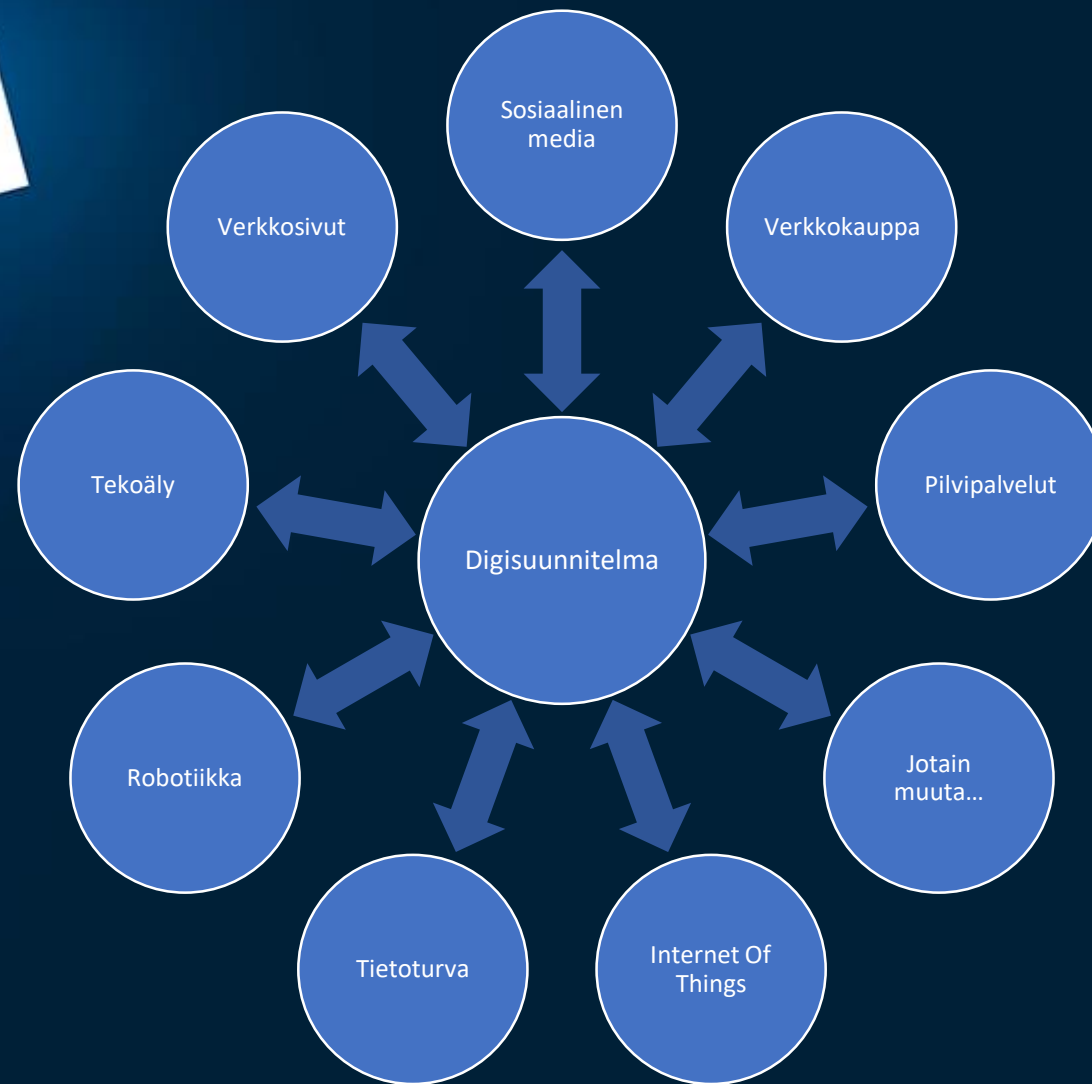 Sosiaalinen
media
Verkkosivut
Verkkokauppa
Tekoäly
Pilvipalvelut
Digisuunnitelma
Robotiikka
Jotain
muuta...
Tietoturva
Internet Of
Things